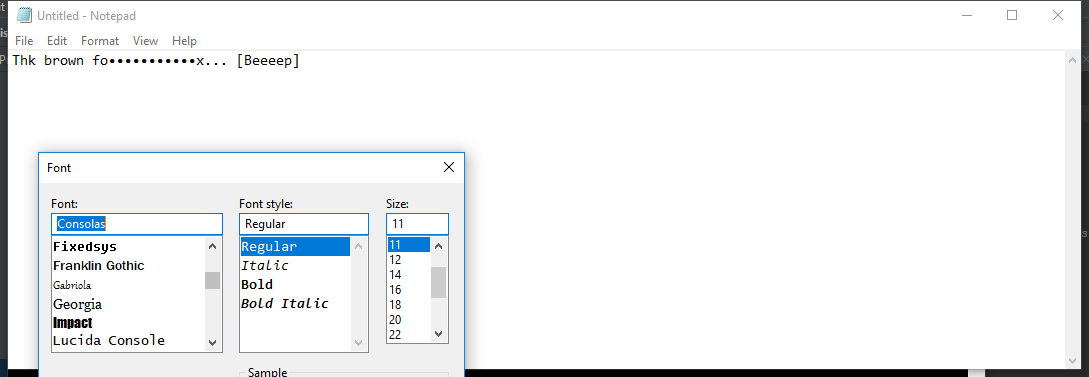 Untitled - Notepad
File Edit Format View Help
Thk brown fo•••••••••••x... [Beeeep]
Font
Font: Font style: Size:
Consolas Regular 11
Fixedsys Regular 11
Franklin Gothic Italic 12
Gabriola Bold 14
Georgia Bold Italic 16
Impact 18
Lucida Console 20
22
Sample